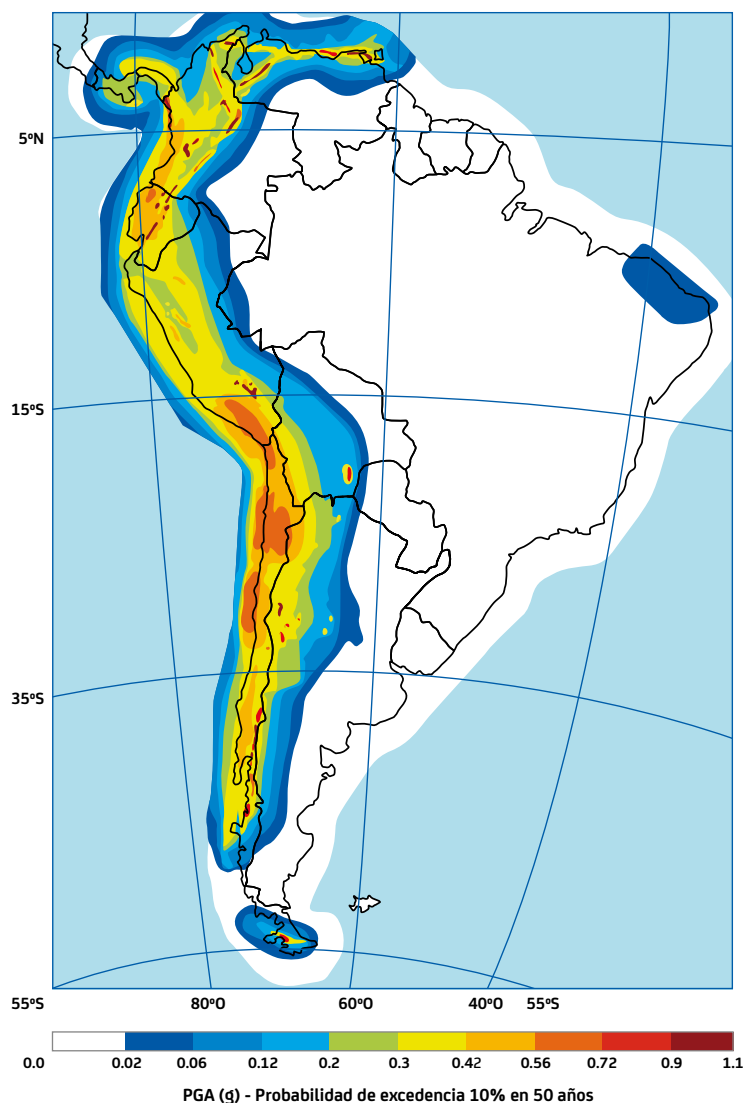 5ºN
15ºS
35ºS
55ºS 80ºO 60ºO 40ºO 55ºS
0.0 0.02 0.06 0.12 0.2 0.3 0.42 0.56 0.72 0.9 1.1
PGA (g) - Probabilidad de excedencia 10% en 50 años